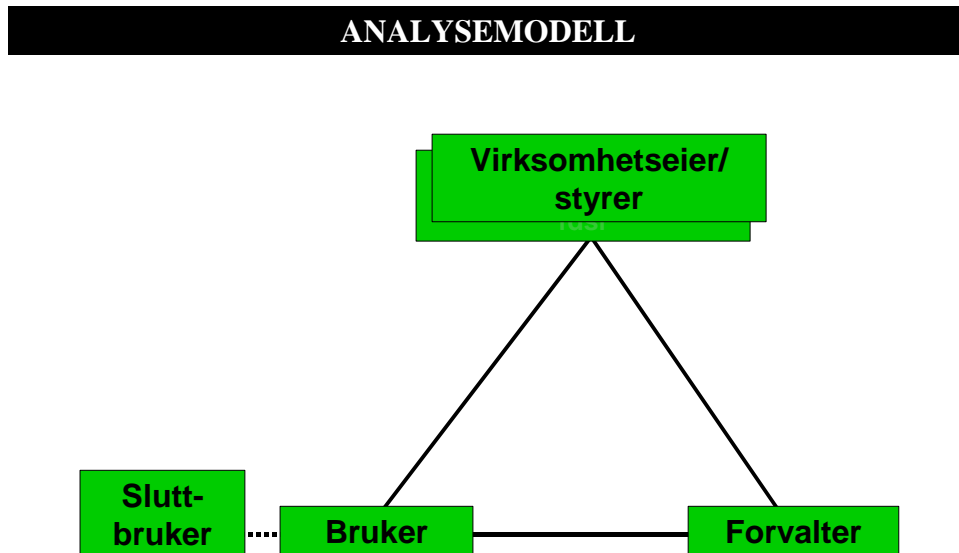 ANALYSEMODELL
Virksomhetseier/
styrer
Slutt-
bruker
Bruker
Forvalter